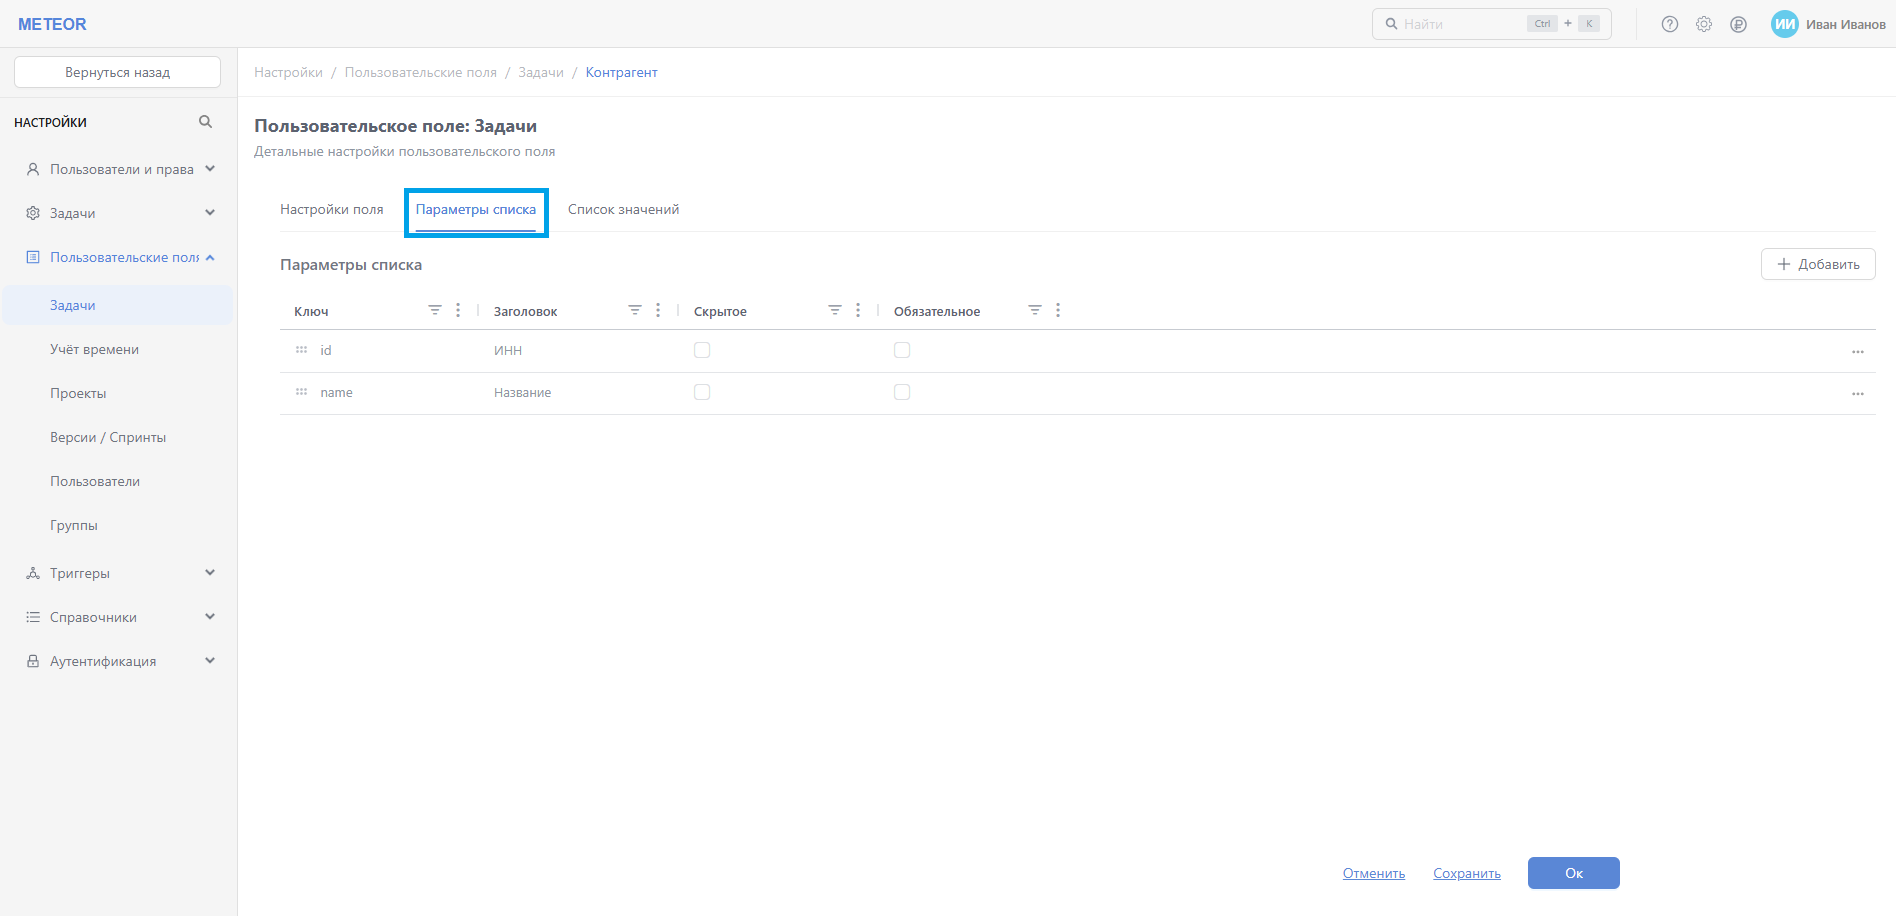 METEOR
Найти Ctrl + K
ИИ Иван Иванов
Вернуться назад
Настройки / Пользовательские поля / Задачи / Контрагент
НАСТРОЙКИ
Пользователи и права
Задачи
Пользовательские поля
Задачи
Учёт времени
Проекты
Версии / Спринты
Пользователи
Группы
Триггеры
Справочники
Аутентификация
Пользовательское поле: Задачи
Детальные настройки пользовательского поля
Настройки поля Параметры списка Список значений
Параметры списка
+ Добавить
Ключ Заголовок Скрытое Обязательное
id ИНН
name Название
Отменить Сохранить Ок